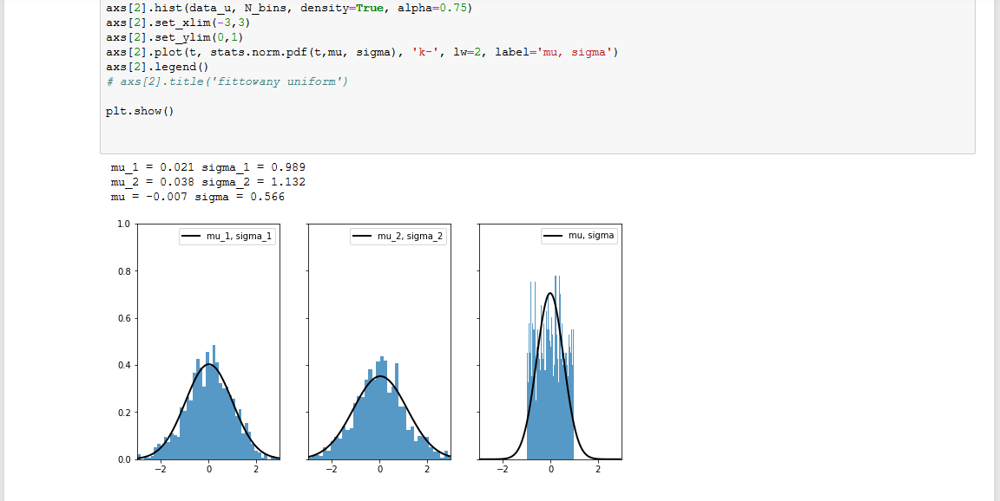 axs[2].hist(data_u, N_bins, density=True, alpha=0.75)
axs[2].set_xlim(-3,3)
axs[2].set_ylim(0,1)
axs[2].plot(t, stats.norm.pdf(t,mu, sigma), 'k-', lw=2, label='mu, sigma')
axs[2].legend()
# axs[2].title('fittowany uniform')
plt.show()
mu_1 = 0.021 sigma_1 = 0.989
mu_2 = 0.038 sigma_2 = 1.132
mu = -0.007 sigma = 0.566
1.0
mu_1, sigma_1
mu_2, sigma_2
mu, sigma
0.8
0.6
0.4
0.2
0.0
−2 0 2
−2 0 2
−2 0 2